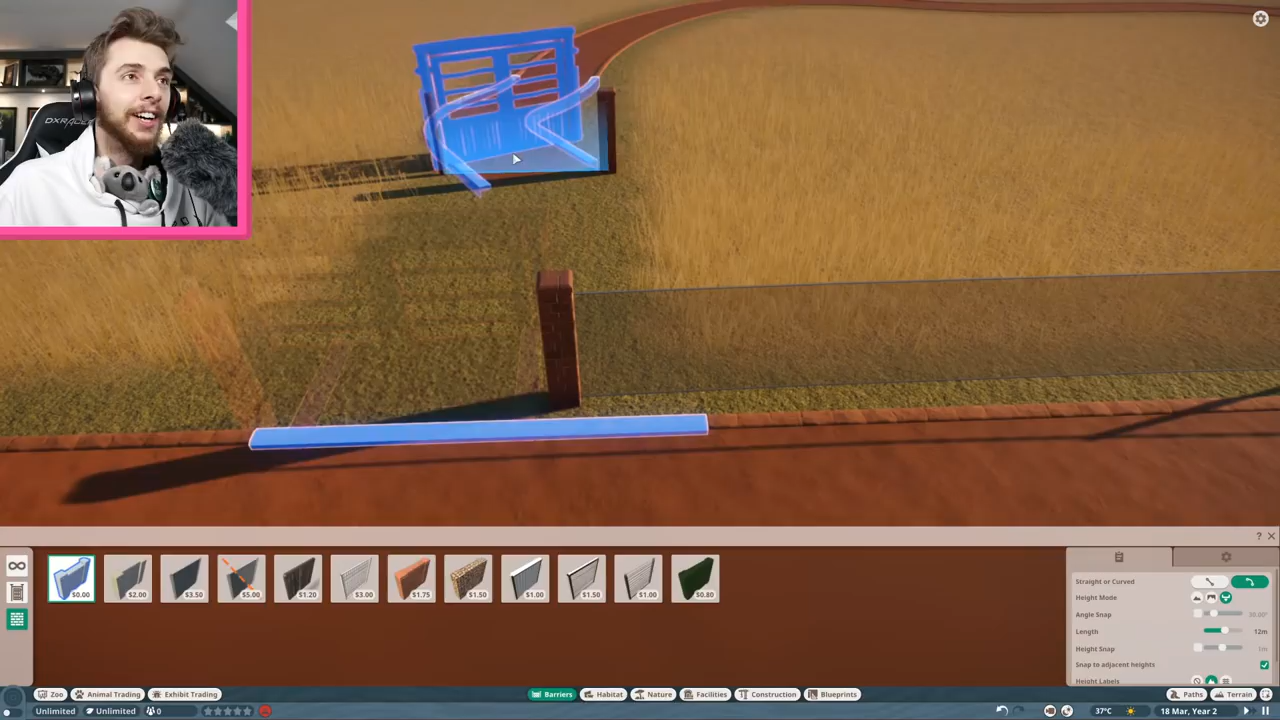 DXRACER
?
$0.00
$2.00
$3.50
$5.00
$1.20
$3.00
$1.75
$1.50
$1.00
$1.50
$1.00
$0.80
Straight or Curved
Height Mode
Angle Snap
Length 12m
Height Snap 1m
Snap to adjacent heights
Height Labels
Zoo Animal Trading Exhibit Trading Barriers Habitat Nature Facilities Construction Blueprints Paths Terrain
Unlimited Unlimited 0 37°C 18 Mar, Year 2